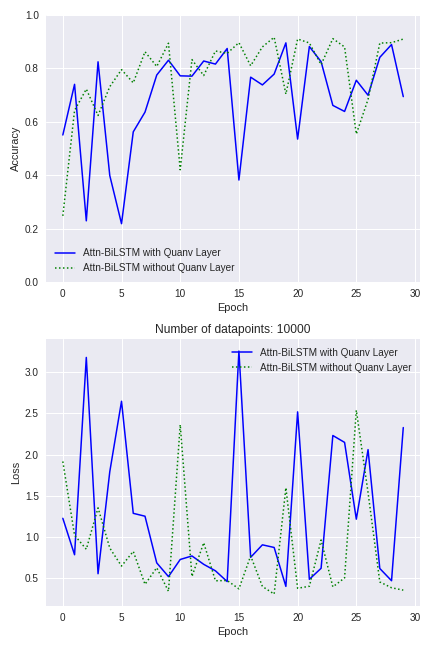 1.0
0.8
0.6
0.4
0.2
0.0
Accuracy
Attn-BiLSTM with Quanv Layer
Attn-BiLSTM without Quanv Layer
0 5 10 15 20 25 30
Epoch
Number of datapoints: 10000
3.0
2.5
2.0
1.5
1.0
0.5
Loss
Attn-BiLSTM with Quanv Layer
Attn-BiLSTM without Quanv Layer
0 5 10 15 20 25 30
Epoch